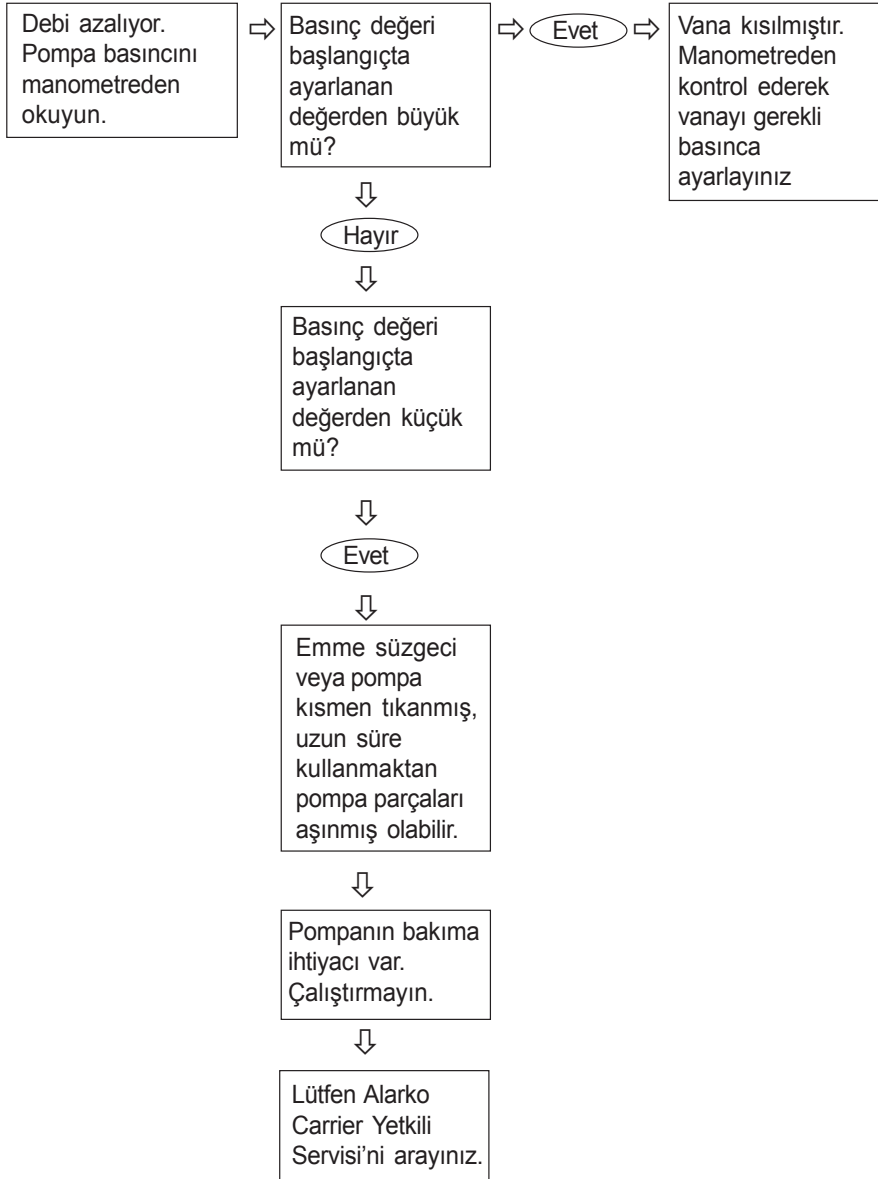 Debi azalıyor.
Pompa basıncını
manometreden
okuyun.
Basınç değeri
başlangıçta
ayarlanan
değerden büyük
mü?
Evet
Vana kısılmıştır.
Manometreden
kontrol ederek
vanayı gerekli
basınca
ayarlayınız
Hayır
Basınç değeri
başlangıçta
ayarlanan
değerden küçük
mü?
Evet
Emme süzgeci
veya pompa
kısmen tıkanmış,
uzun süre
kullanmaktan
pompa parçaları
aşınmış olabilir.
Pompanın bakıma
ihtiyacı var.
Çalıştırmayın.
Lütfen Alarko
Carrier Yetkili
Servisi'ni arayınız.